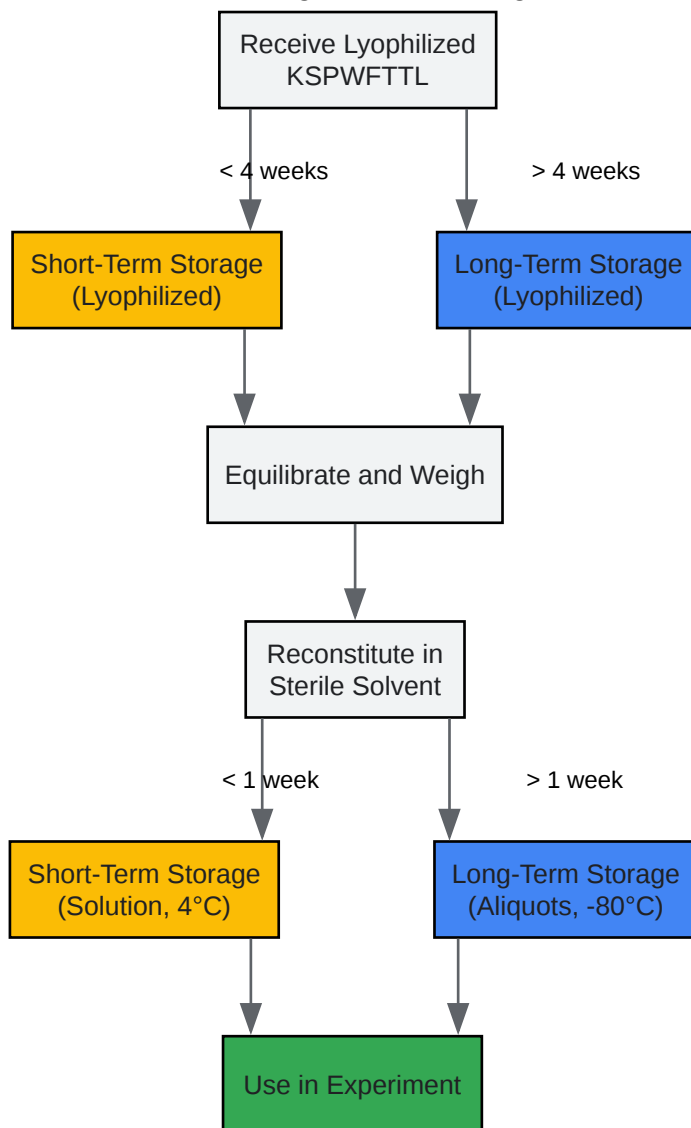 Receive Lyophilized
KSPWFTTL
< 4 weeks
> 4 weeks
Short-Term Storage
(Lyophilized)
Long-Term Storage
(Lyophilized)
Equilibrate and Weigh
Reconstitute in
Sterile Solvent
< 1 week
> 1 week
Short-Term Storage
(Solution, 4°C)
Long-Term Storage
(Aliquots, -80°C)
Use in Experiment